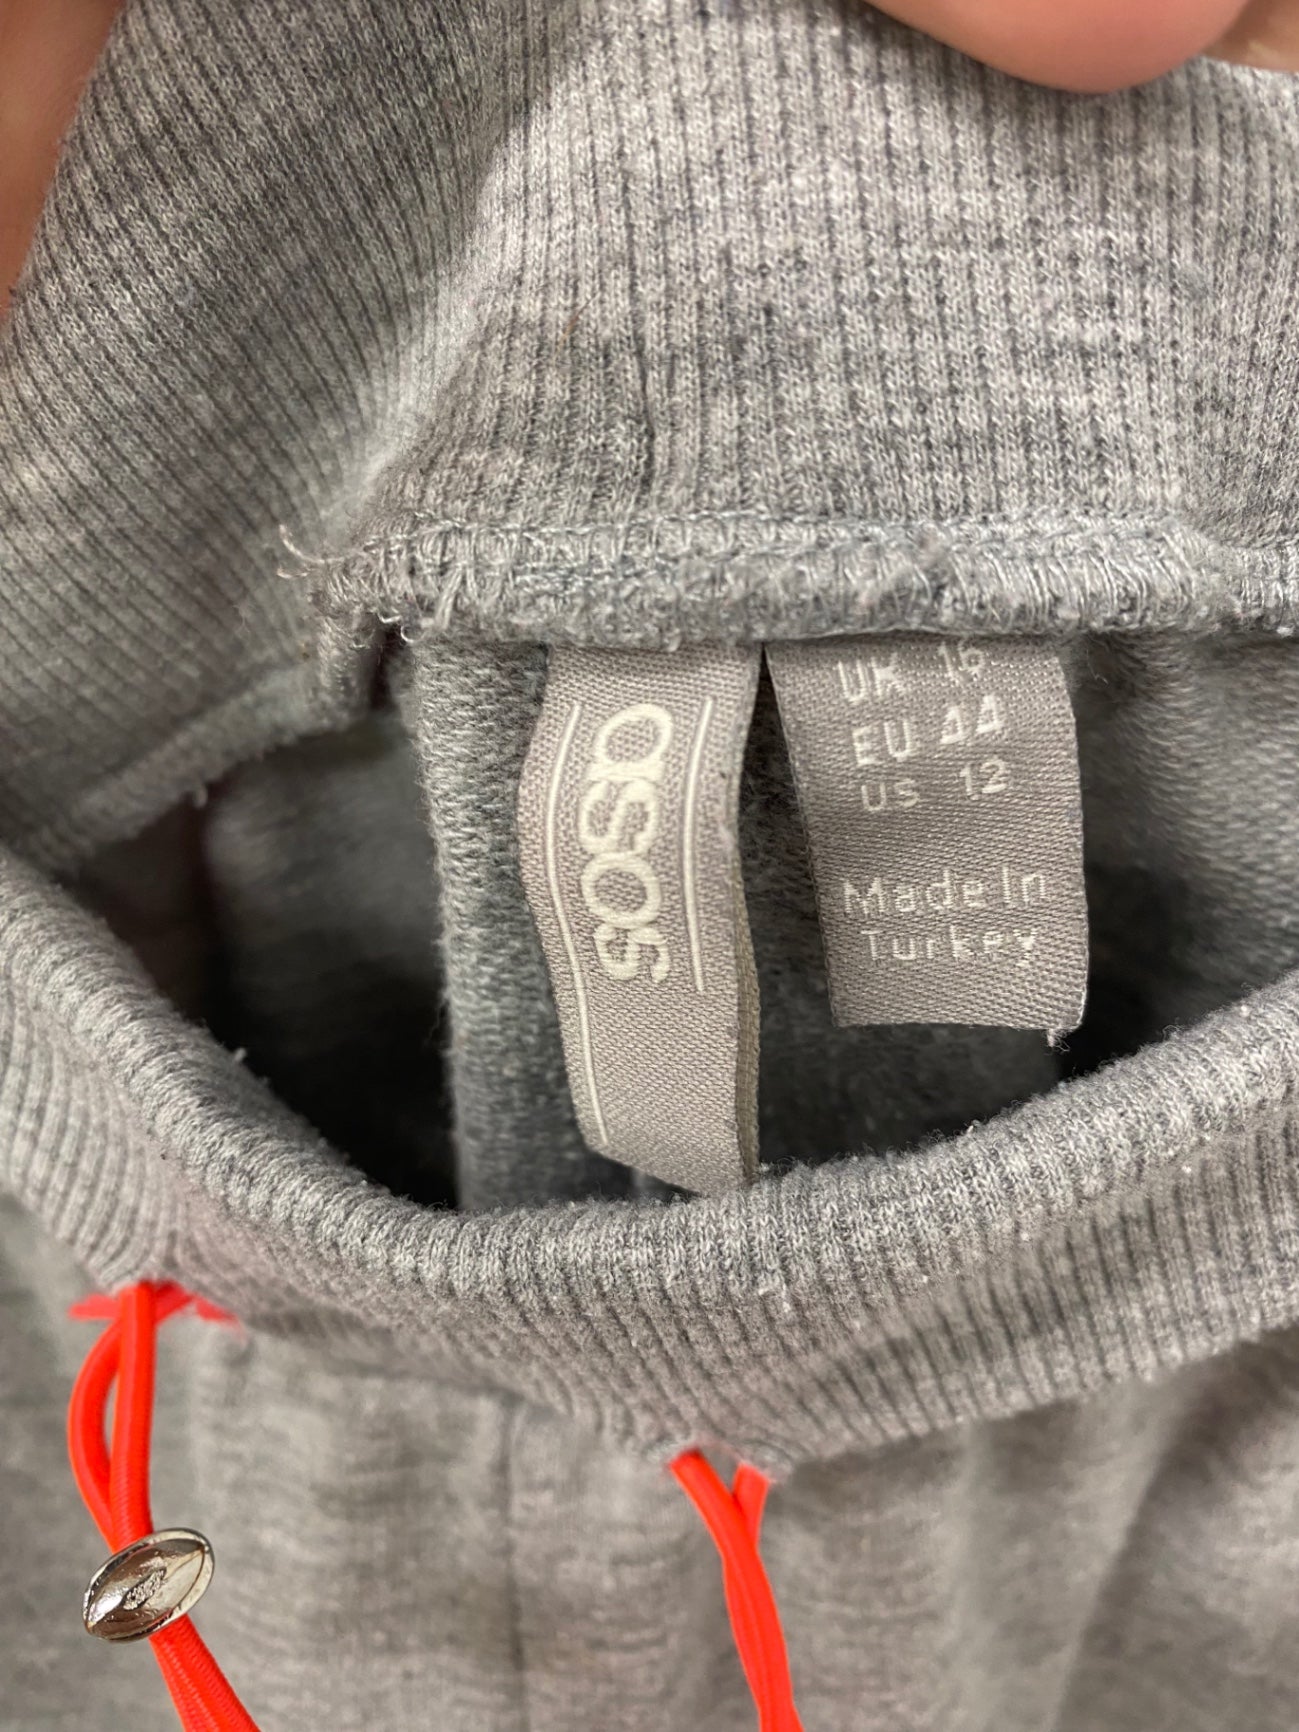 asos
UK 16
EU 44
US 12
Made In
Turkey